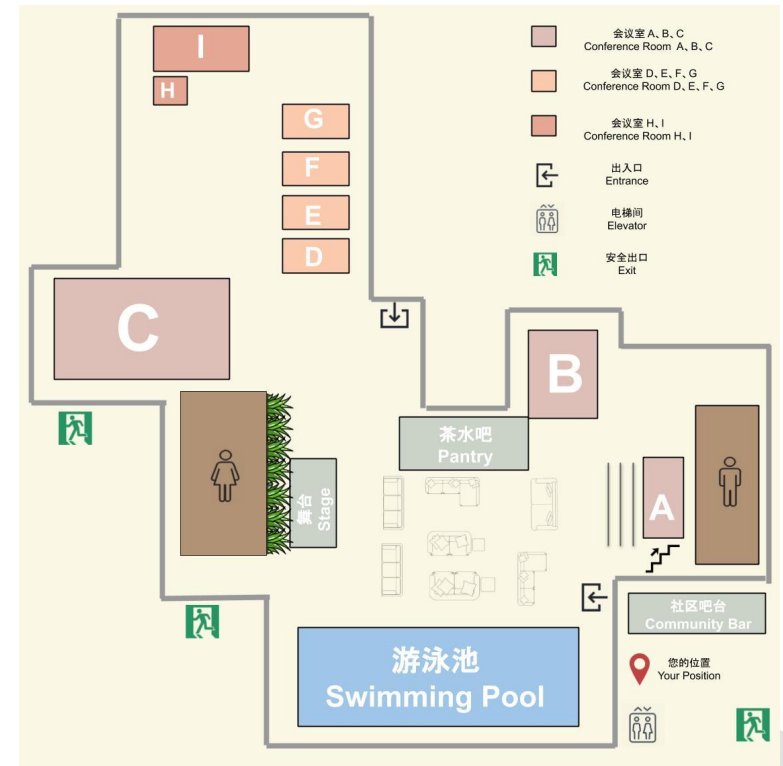 I
H
G
F
E
D
C
B
A
会议室 A、B、C
Conference Room A、B、C
会议室 D、E、F、G
Conference Room D、E、F、G
会议室 H、I
Conference Room H、I
出入口
Entrance
电梯间
Elevator
安全出口
Exit
茶水吧
Pantry
舞台
Stage
社区吧台
Community Bar
游泳池
Swimming Pool
您的位置
Your Position